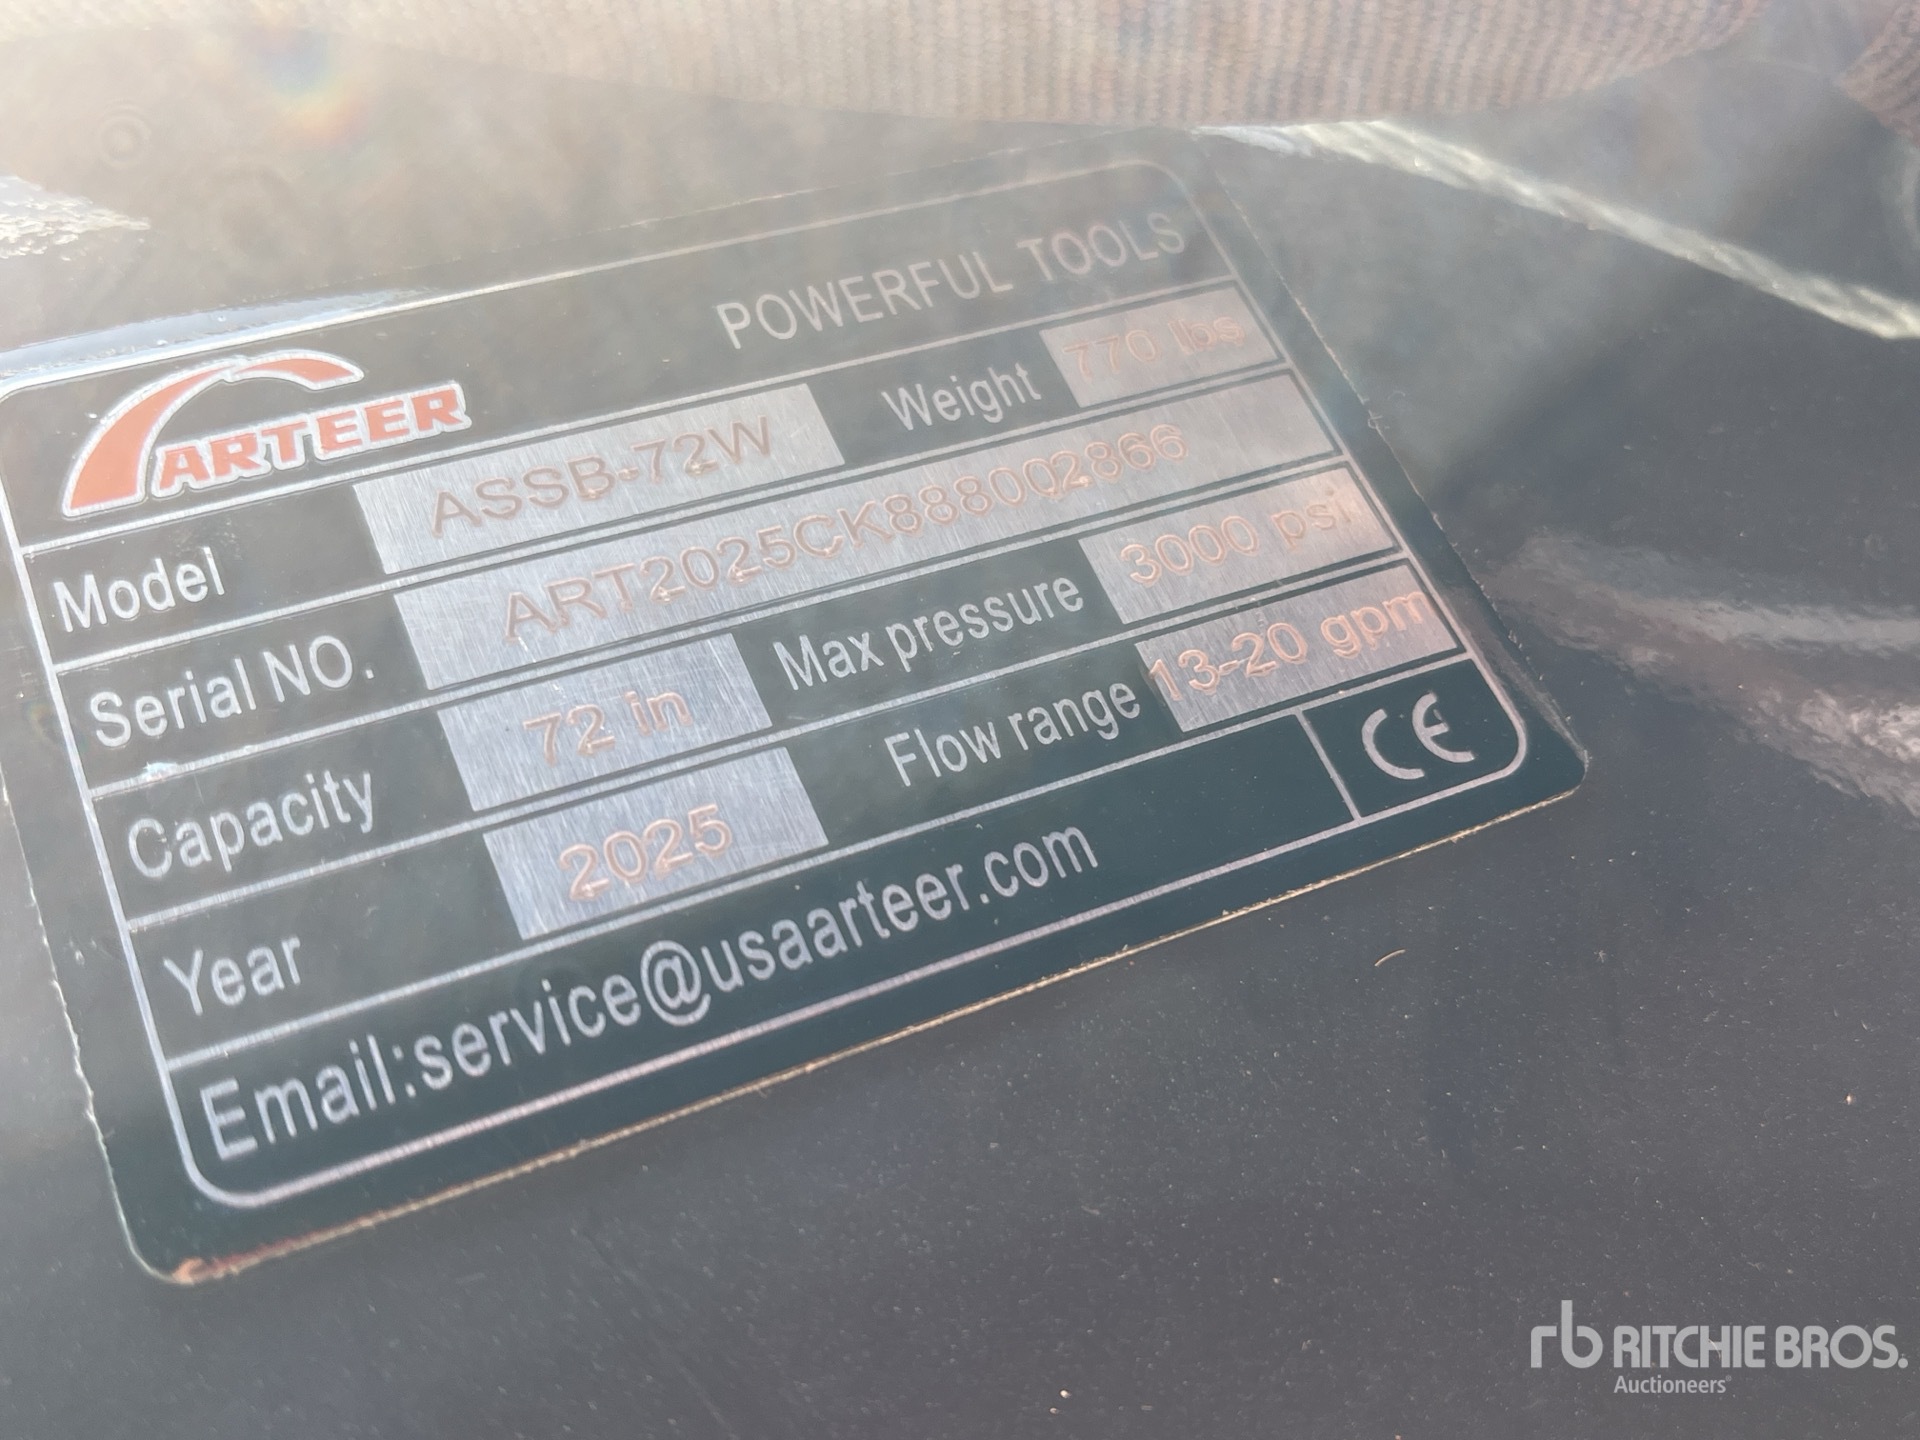 POWERFUL TOOLS
ARTEER
Model ASSB-72W Weight 770 lbs
Serial NO. ART2025CK888002866
Capacity 72 in Max pressure 3000 psi
Year 2025 Flow range 13-20 gpm
Email:service@usaarteer.com CE
rb RITCHIE BROS.
Auctioneers